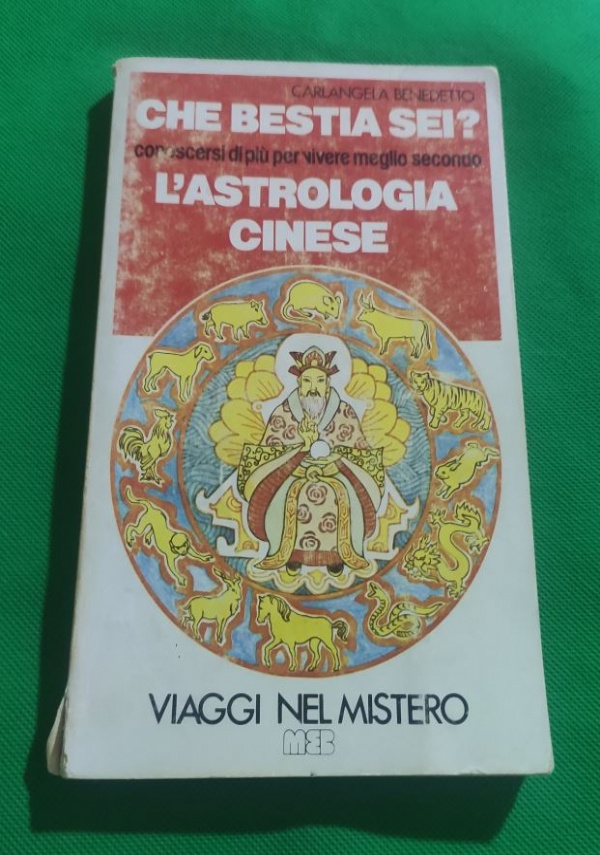 CARLANGELA BENEDETTO
CHE BESTIA SEI?
conoscersi di più per vivere meglio secondo
L'ASTROLOGIA
CINESE
VIAGGI NEL MISTERO
MEB